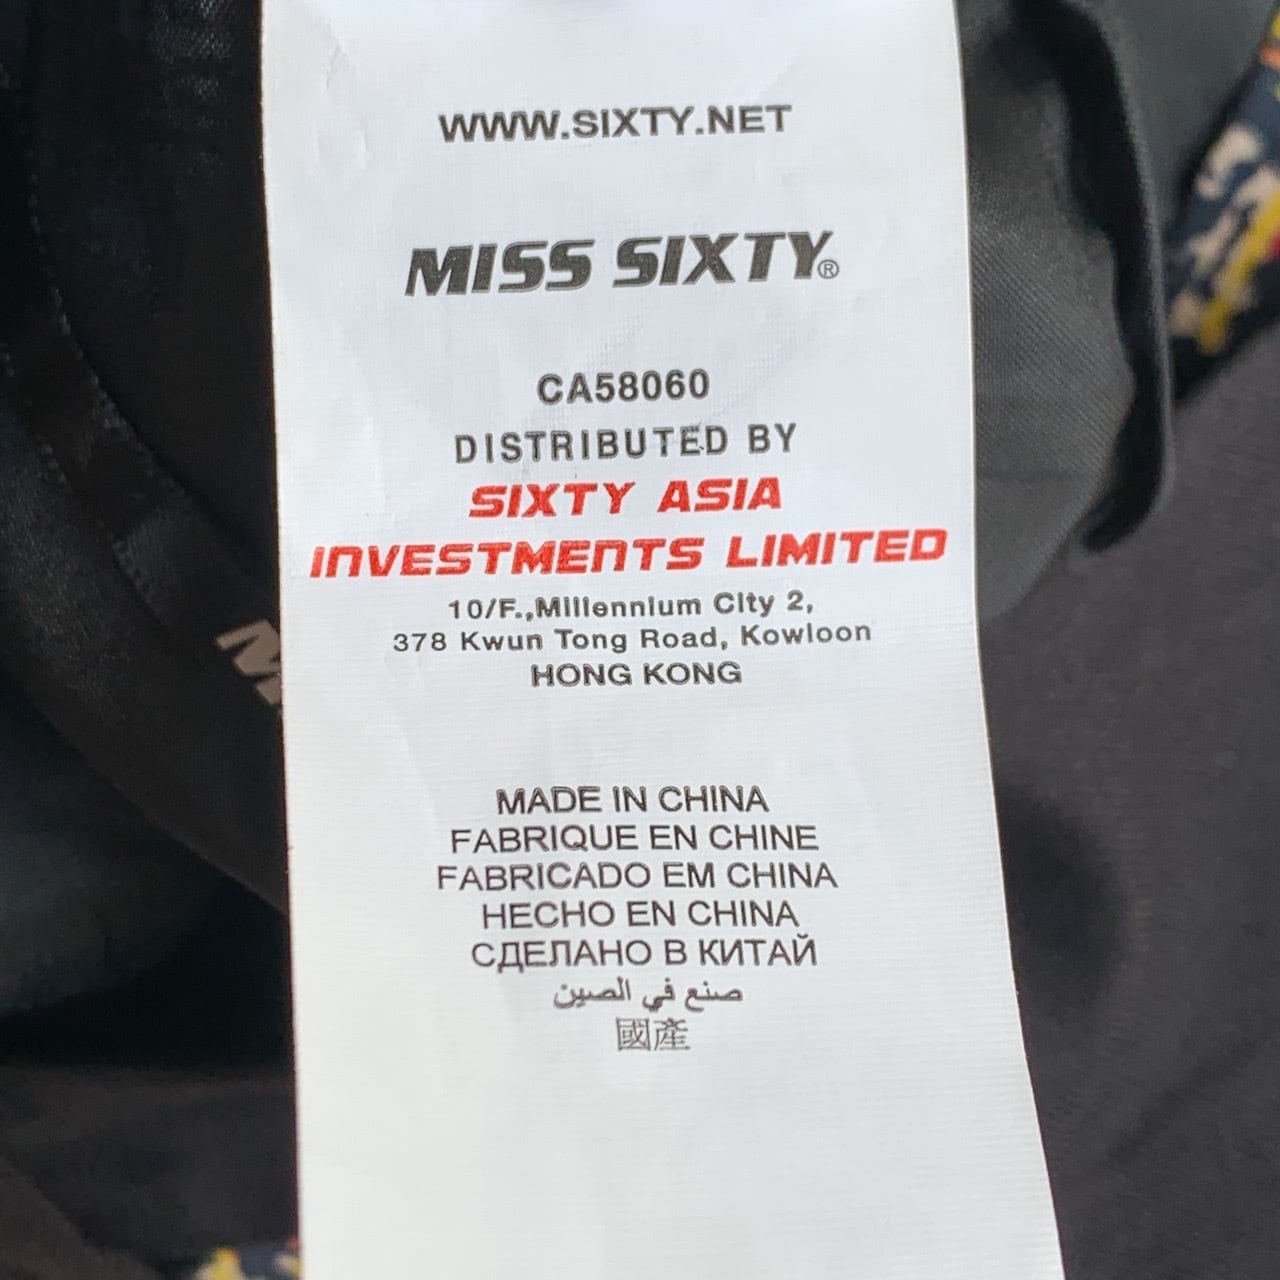 WWW.SIXTY.NET
MISS SIXTY®
CA58060
DISTRIBUTED BY
SIXTY ASIA
INVESTMENTS LIMITED
10/F.,Millennium City 2,
378 Kwun Tong Road, Kowloon
HONG KONG
MADE IN CHINA
FABRIQUE EN CHINE
FABRICADO EM CHINA
HECHO EN CHINA
СДЕЛАНО В КИТАЙ
صنع في الصين
國產